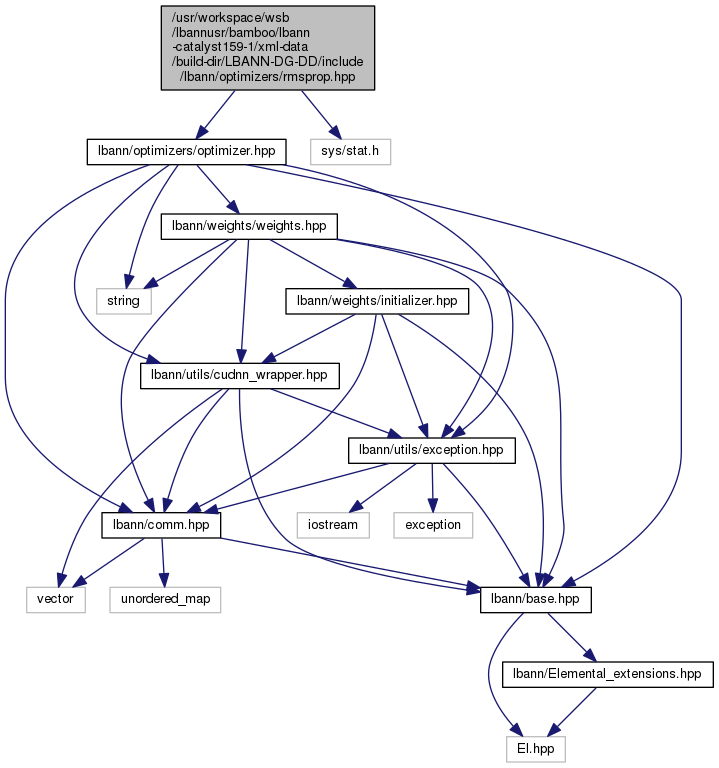 /usr/workspace/wsb
/lbannusr/bamboo/lbann
-catalyst159-1/xml-data
/build-dir/LBANN-DG-DD/include
/lbann/optimizers/rmsprop.hpp
lbann/optimizers/optimizer.hpp
sys/stat.h
lbann/weights/weights.hpp
string
lbann/weights/initializer.hpp
lbann/utils/cudnn_wrapper.hpp
lbann/utils/exception.hpp
lbann/comm.hpp
iostream
exception
vector
unordered_map
lbann/base.hpp
lbann/Elemental_extensions.hpp
El.hpp